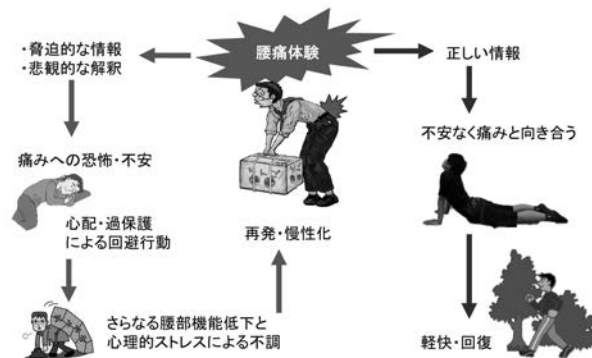 腰痛体験
・脅迫的な情報
・悲観的な解釈
痛みへの恐怖・不安
心配・過保護
による回避行動
さらなる腰部機能低下と
心理的ストレスによる不調
再発・慢性化
正しい情報
不安なく痛みと向き合う
軽快・回復